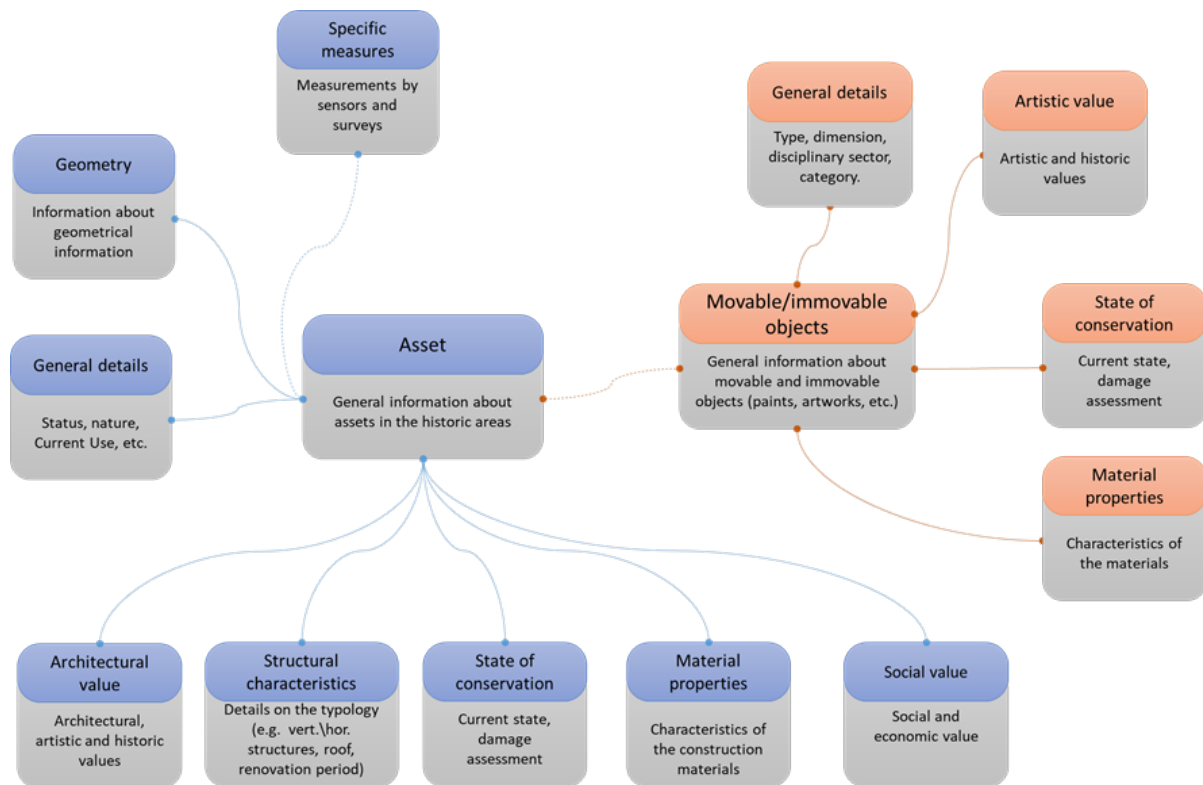 Specific
measures
Measurements by
sensors and
surveys
General details
Type, dimension,
disciplinary sector,
category.
Artistic value
Artistic and historic
values
Geometry
Information about
geometrical
information
Movable/immovable
objects
General information about
movable and immovable
objects (paints, artworks, etc.)
State of
conservation
Current state,
damage
assessment
General details
Status, nature,
Current Use, etc.
Asset
General information about
assets in the historic areas
Material
properties
Characteristics of
the materials
Architectural
value
Architectural,
artistic and historic
values
Structural
characteristics
Details on the typology
(e.g. vert.\hor.
structures, roof,
renovation period)
State of
conservation
Current state,
damage
assessment
Material
properties
Characteristics
of the construction
materials
Social value
Social and
economic value